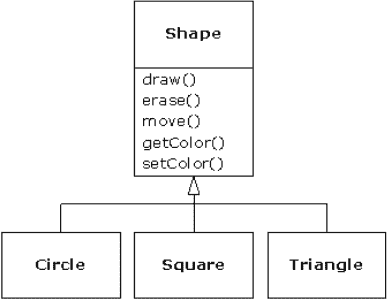 Shape
draw()
erase()
move()
getColor()
setColor()
Circle
Square
Triangle